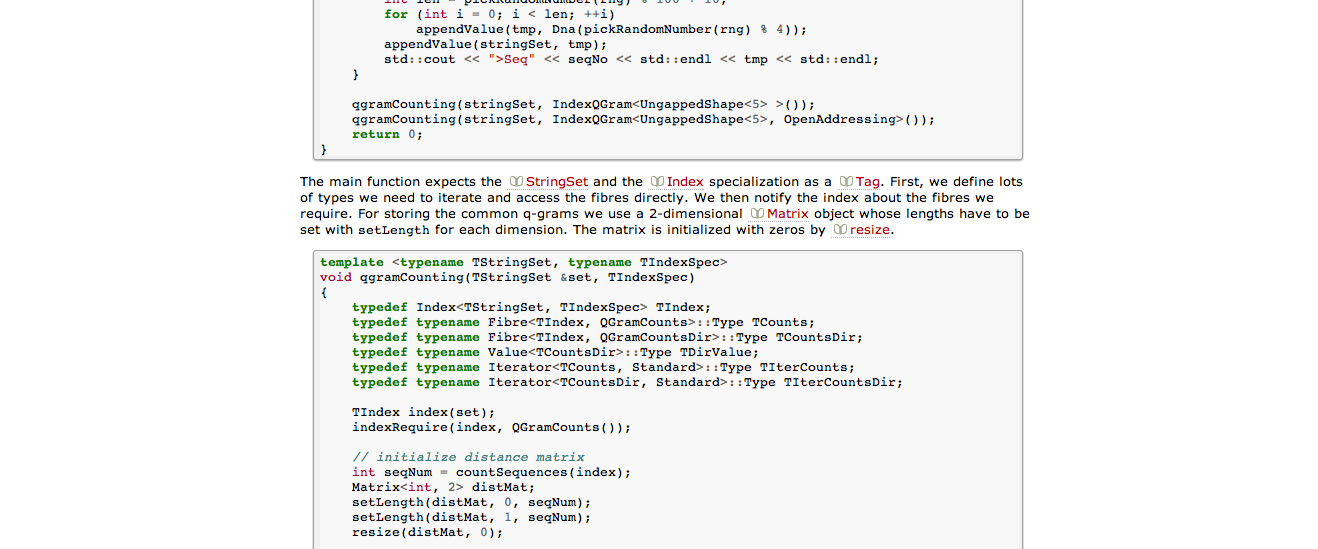 for (int i = 0; i < len; ++i)
appendValue(tmp, Dna(pickRandomNumber(rng) % 4));
appendValue(stringSet, tmp);
std::cout << ">Seq" << seqNo << std::endl << tmp << std::endl;
}
qgramCounting(stringSet, IndexQGram<UngappedShape<5> >());
qgramCounting(stringSet, IndexQGram<UngappedShape<5>, OpenAddressing>());
return 0;
}
The main function expects the StringSet and the Index specialization as a Tag. First, we define lots
of types we need to iterate and access the fibres directly. We then notify the index about the fibres we
require. For storing the common q-grams we use a 2-dimensional Matrix object whose lengths have to be
set with setLength for each dimension. The matrix is initialized with zeros by resize.
template <typename TStringSet, typename TIndexSpec>
void qgramCounting(TStringSet &set, TIndexSpec)
{
typedef Index<TStringSet, TIndexSpec> TIndex;
typedef typename Fibre<TIndex, QGramCounts>::Type TCounts;
typedef typename Fibre<TIndex, QGramCountsDir>::Type TCountsDir;
typedef typename Value<TCountsDir>::Type TDirValue;
typedef typename Iterator<TCounts, Standard>::Type TIterCounts;
typedef typename Iterator<TCountsDir, Standard>::Type TIterCountsDir;
TIndex index(set);
indexRequire(index, QGramCounts());
// initialize distance matrix
int seqNum = countSequences(index);
Matrix<int, 2> distMat;
setLength(distMat, 0, seqNum);
setLength(distMat, 1, seqNum);
resize(distMat, 0);